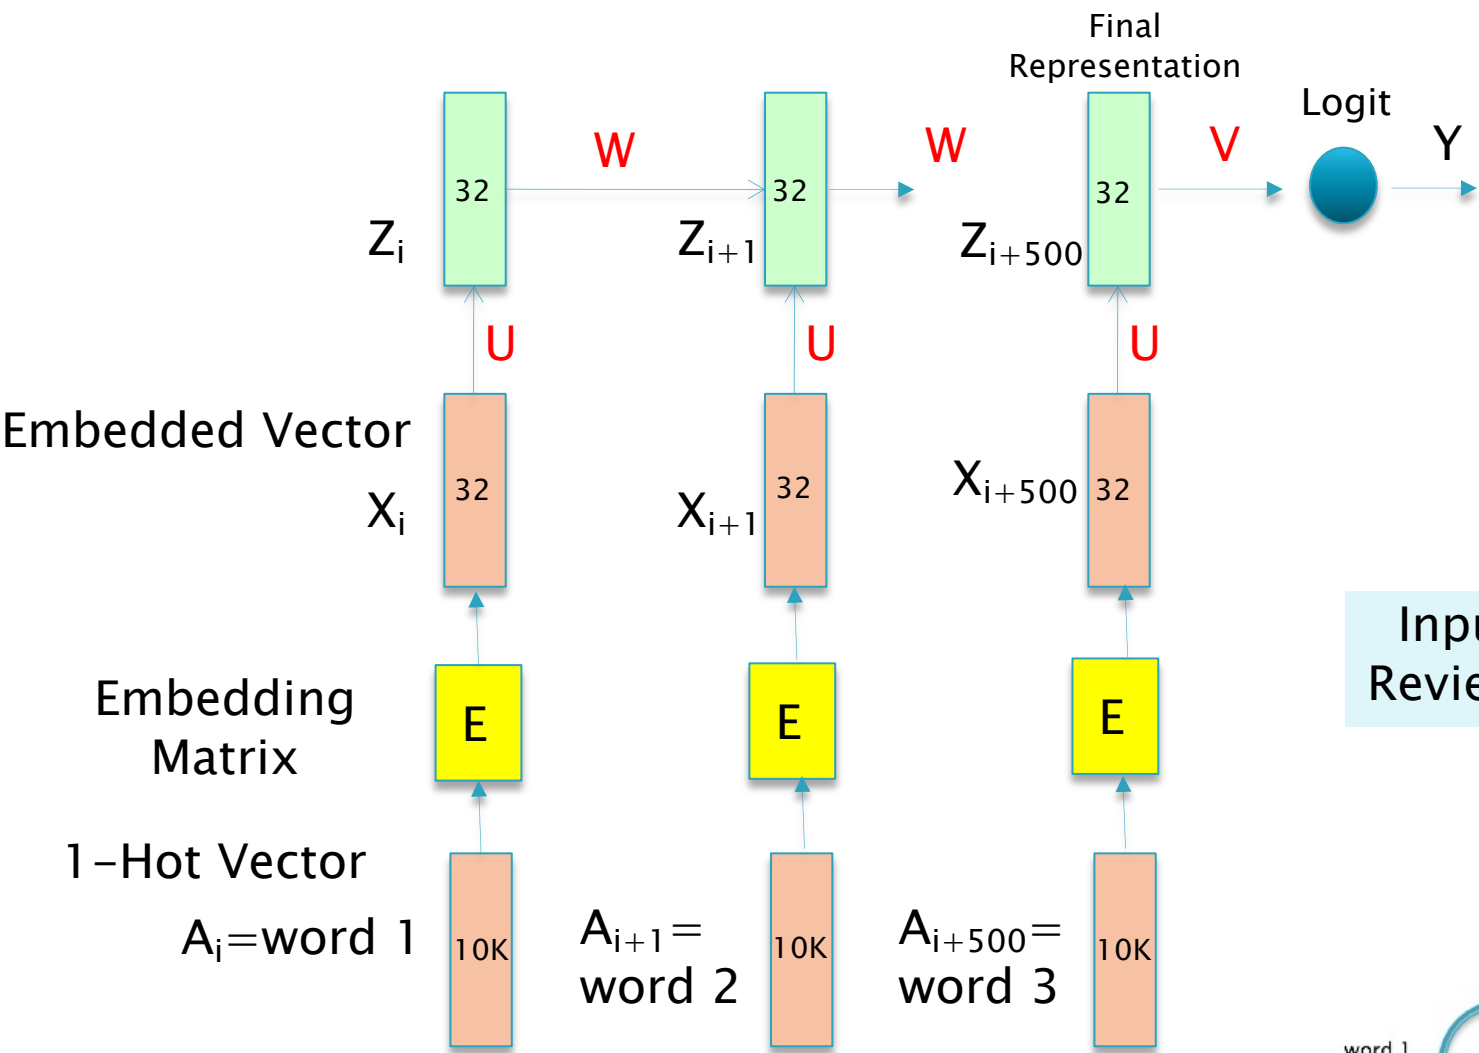 Final
Representation
Logit
W
W
V
Y
32
32
32
Zi
Zi+1
Zi+500
U
U
U
Embedded Vector
32
32
32
Xi
Xi+1
Xi+500
Embedding
Matrix
E
E
E
1-Hot Vector
Ai=word 1
10K
Ai+1=
word 2
10K
Ai+500=
word 3
10K
word 1